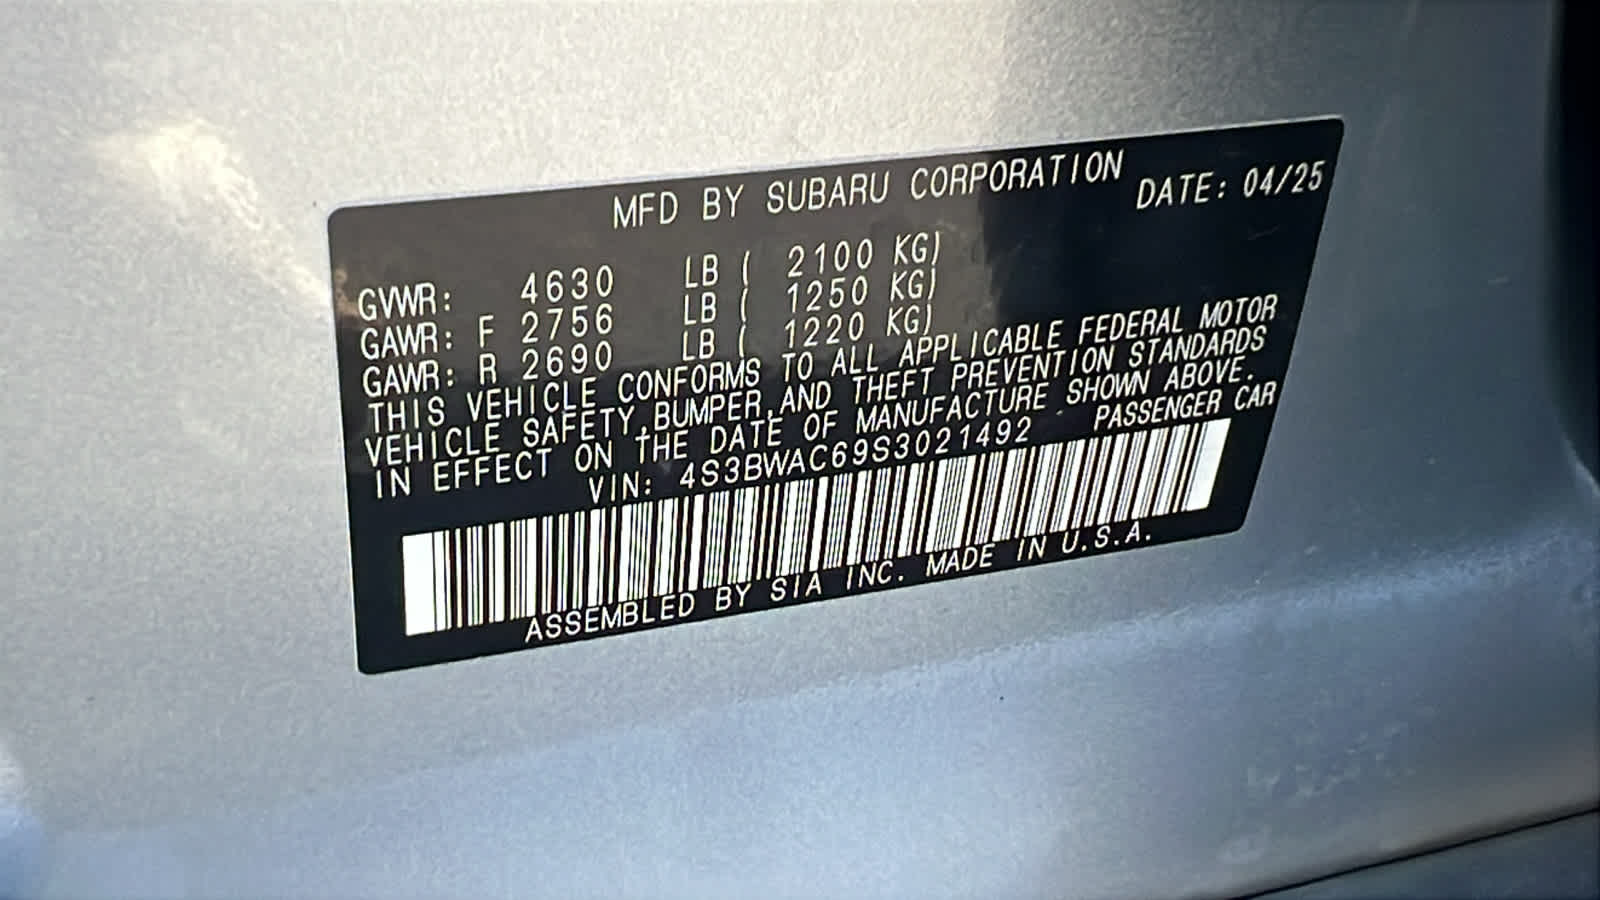 MFD BY SUBARU CORPORATION DATE: 04/25
GVWR: 4630 LB ( 2100 KG)
GAWR: F 2756 LB ( 1250 KG)
GAWR: R 2690 LB ( 1220 KG)
THIS VEHICLE CONFORMS TO ALL APPLICABLE FEDERAL MOTOR
VEHICLE SAFETY,BUMPER,AND THEFT PREVENTION STANDARDS
IN EFFECT ON THE DATE OF MANUFACTURE SHOWN ABOVE.
VIN: 4S3BWAC69S3021492 PASSENGER CAR
ASSEMBLED BY SIA INC. MADE IN U.S.A.